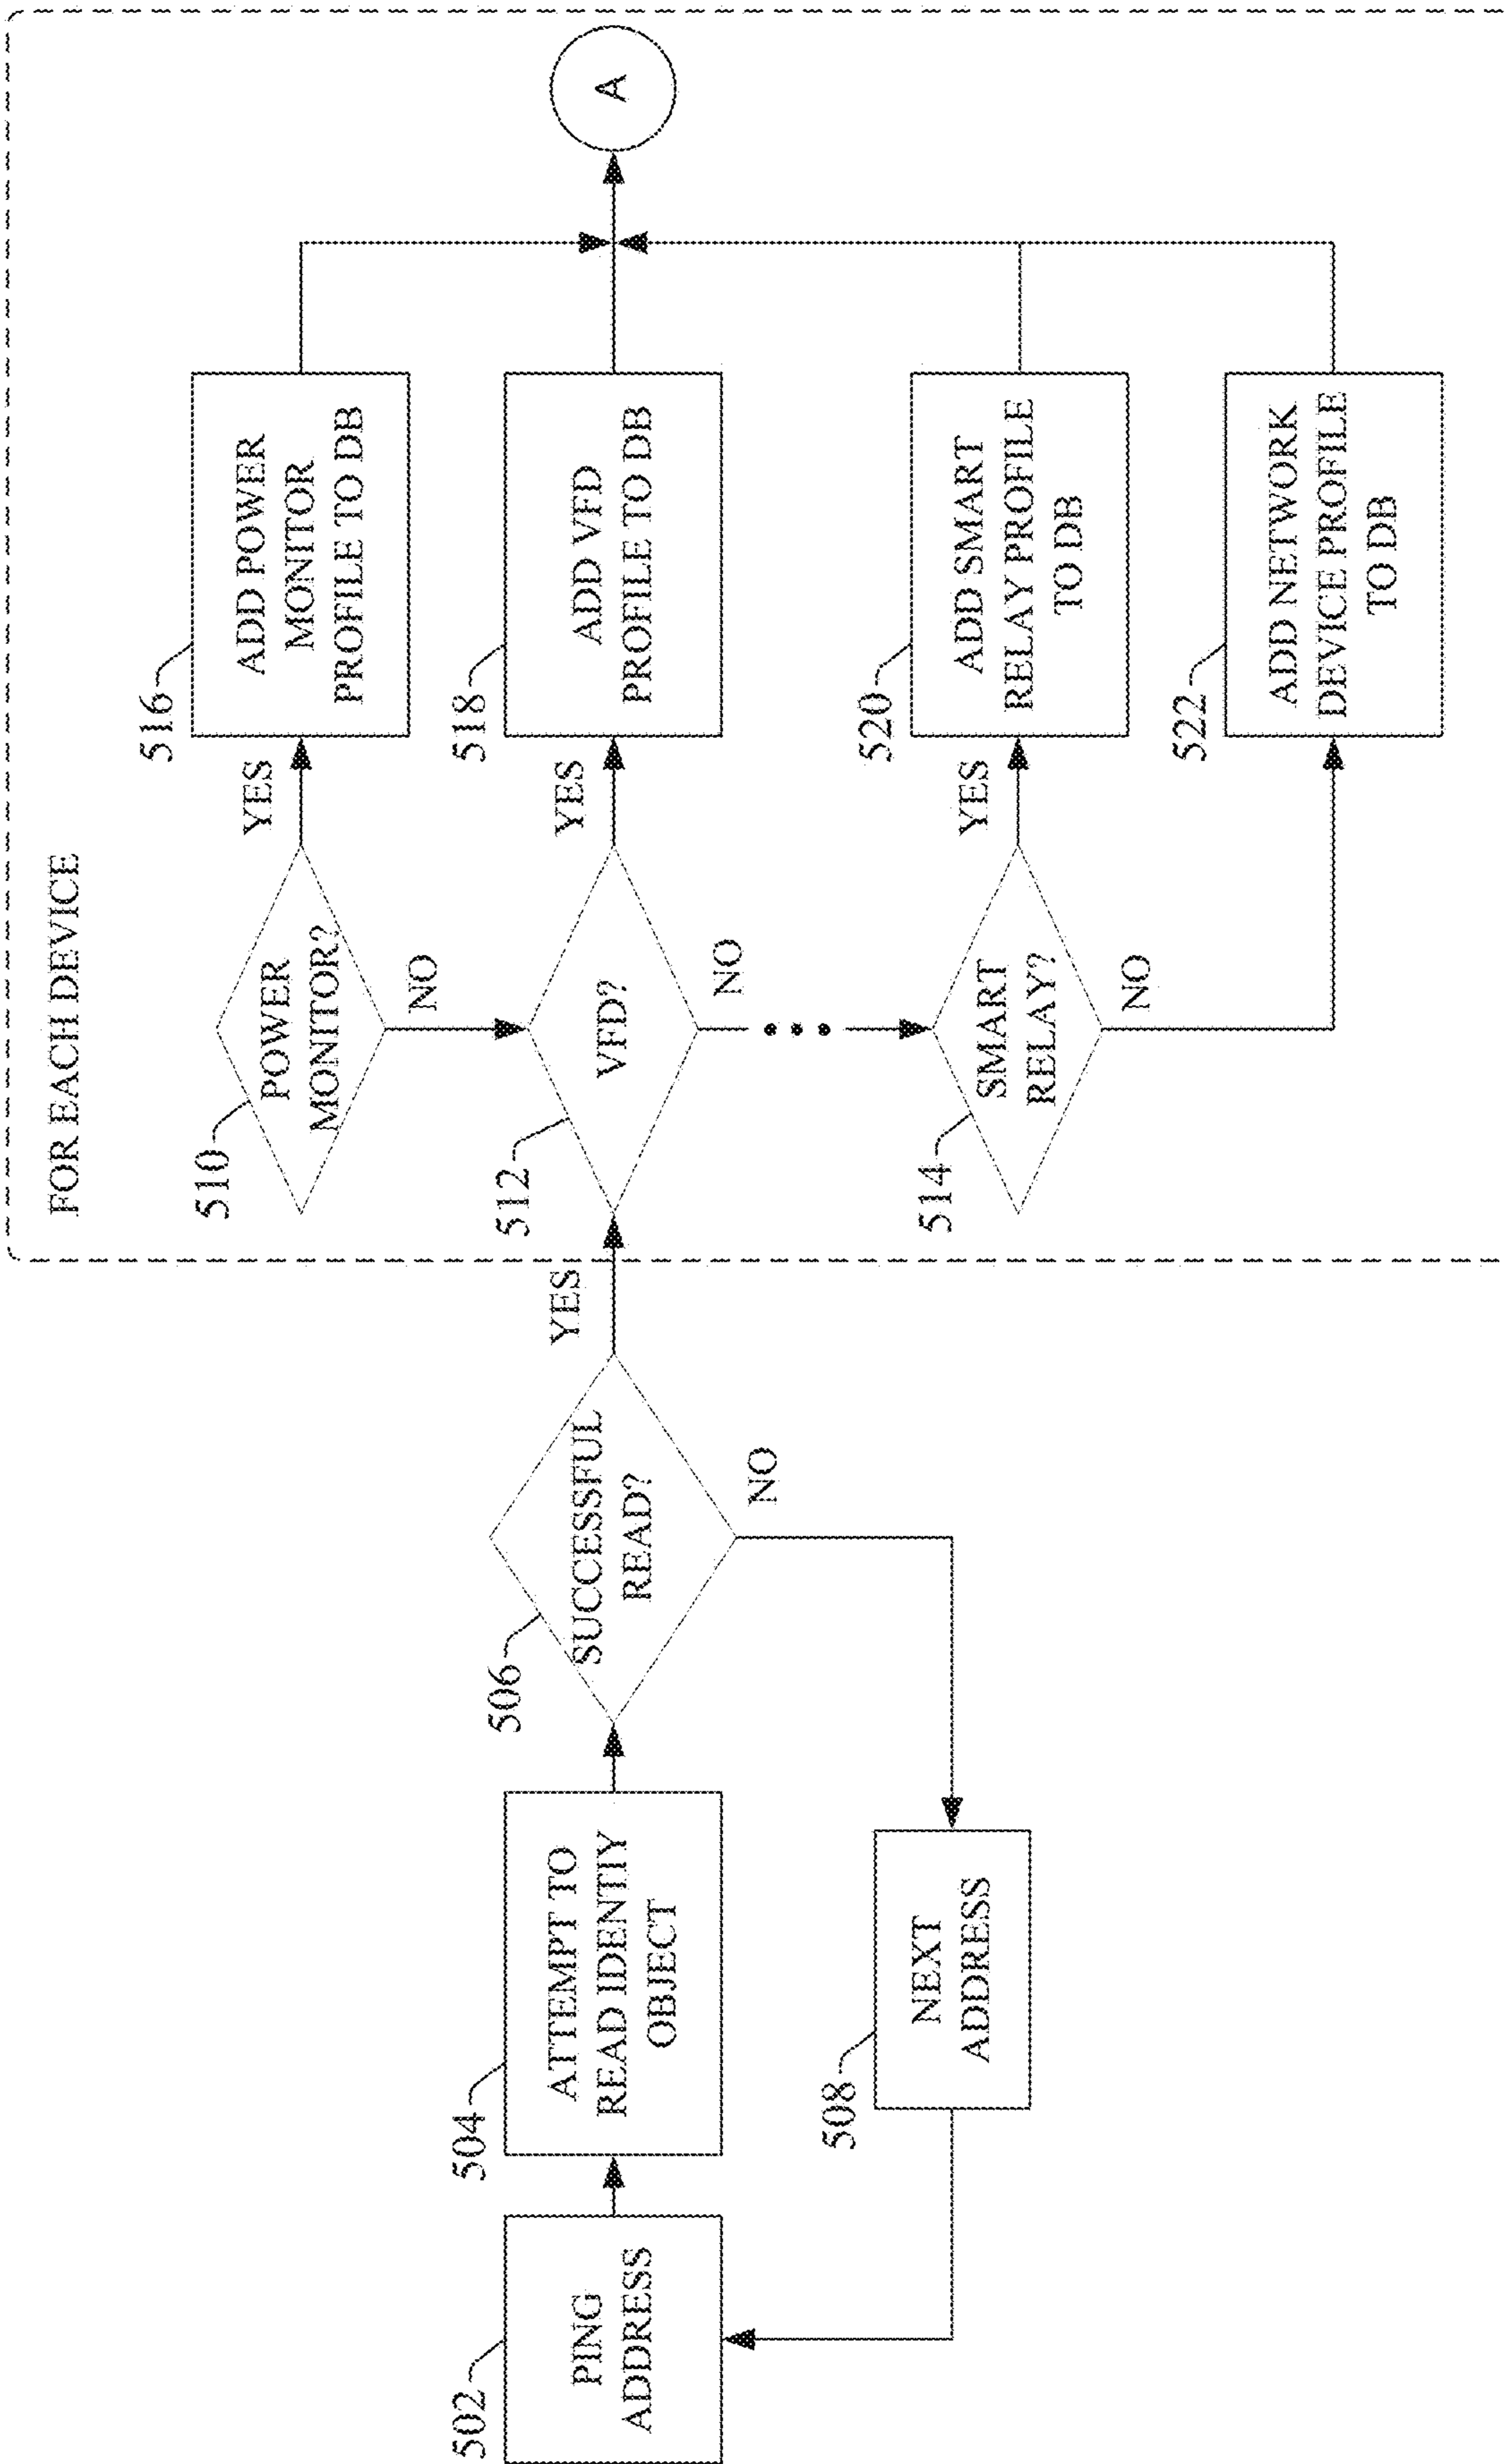 502
PING
ADDRESS
504
ATTEMPT TO
READ IDENTIY
OBJECT
506
SUCCESSFUL
READ?
YES
NO
508
NEXT
ADDRESS
FOR EACH DEVICE
510
POWER
MONITOR?
YES
NO
516
ADD POWER
MONITOR
PROFILE TO DB
512
VFD?
YES
NO
518
ADD VFD
PROFILE TO DB
514
SMART
RELAY?
YES
NO
520
ADD SMART
RELAY PROFILE
TO DB
522
ADD NETWORK
DEVICE PROFILE
TO DB
A